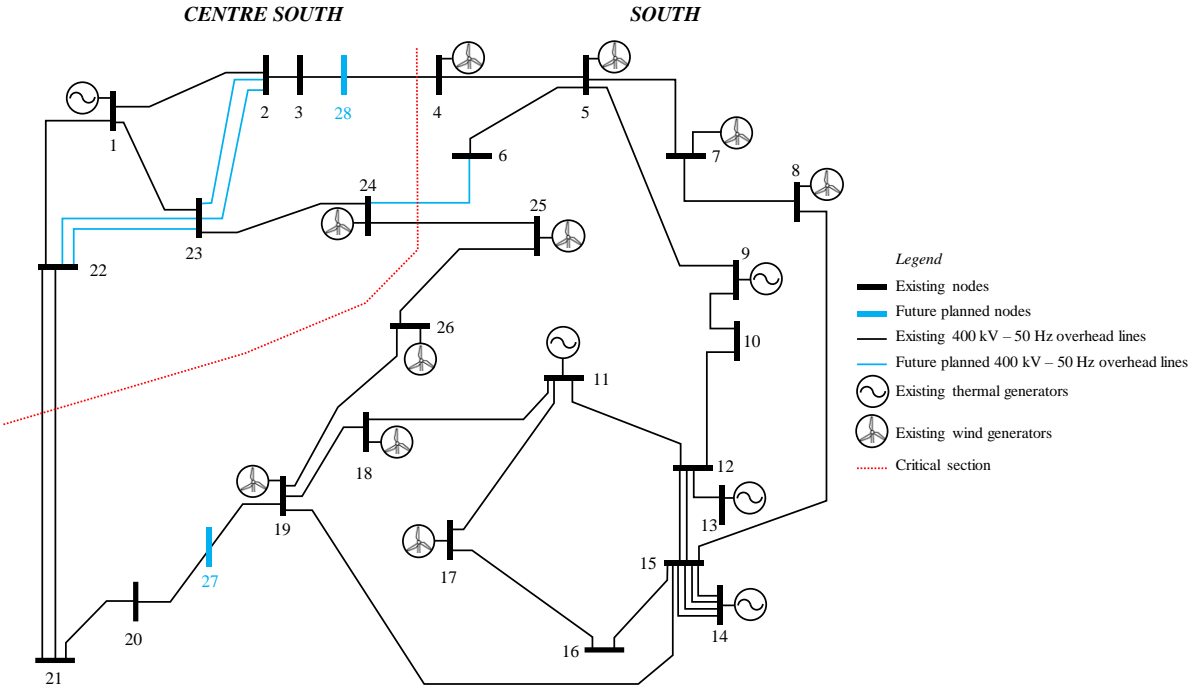 CENTRE SOUTH
SOUTH
1
2
3
28
4
5
6
7
8
24
25
23
22
9
26
10
11
12
18
13
19
17
15
27
14
20
16
21
Legend
Existing nodes
Future planned nodes
Existing 400 kV – 50 Hz overhead lines
Future planned 400 kV – 50 Hz overhead lines
Existing thermal generators
Existing wind generators
Critical section